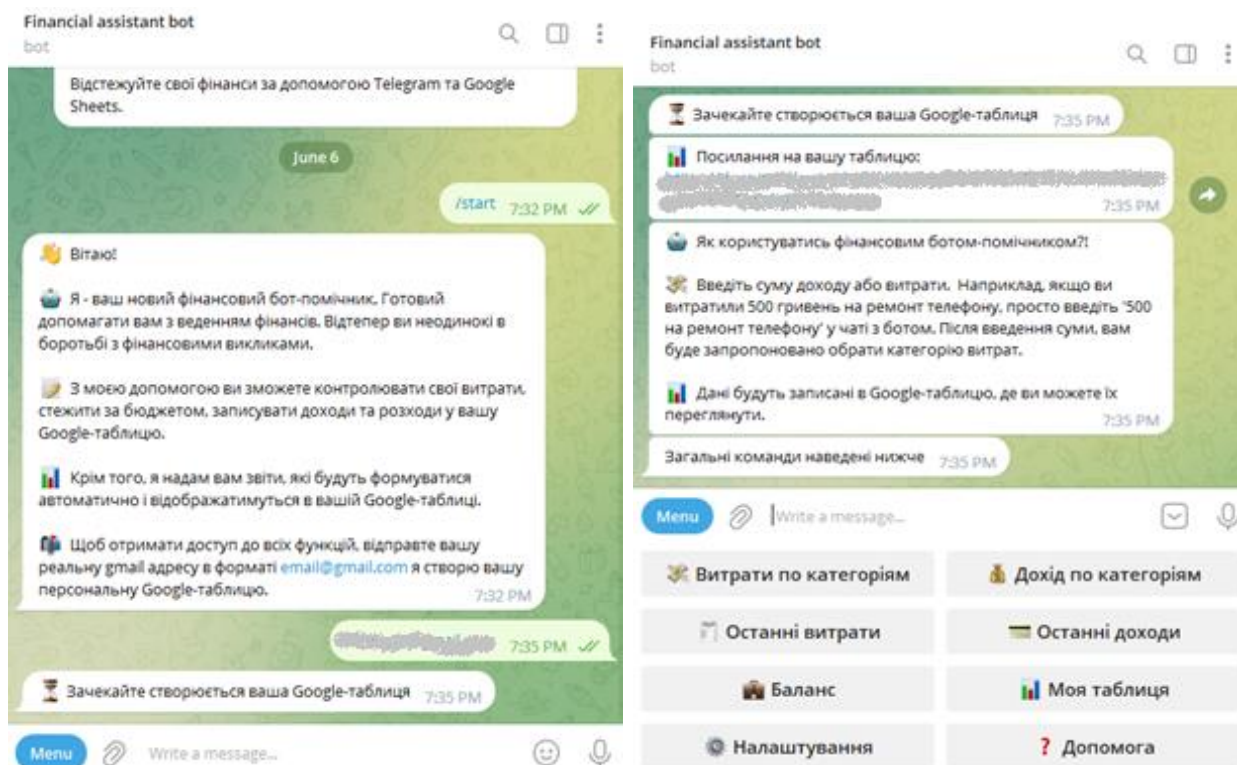 Financial assistant bot
bot
Відстежуйте свої фінанси за допомогою Telegram та Google
Sheets.
June 6
/start 7:32 PM
Вітаю!
Я - ваш новий фінансовий бот-помічник. Готовий
допомагати вам з веденням фінансів. Відтепер ви неодинокі в
боротьбі з фінансовими викликами.
З моєю допомогою ви зможете контролювати свої витрати,
стежити за бюджетом, записувати доходи та розходи у вашу
Google-таблицю.
Крім того, я надам вам звіти, які будуть формуватися
автоматично і відображатимуться в вашій Google-таблиці.
Щоб отримати доступ до всіх функцій, відправте вашу
реальну gmail адресу в форматі email@gmail.com я створю вашу
персональну Google-таблицю.
7:32 PM
7:35 PM
Зачекайте створюється ваша Google-таблиця 7:35 PM
Menu Write a message...
Financial assistant bot
bot
Зачекайте створюється ваша Google-таблиця 7:35 PM
Посилання на вашу таблицю:
7:35 PM
Як користуватись фінансовим ботом-помічником?!
Введіть суму доходу або витрати. Наприклад, якщо ви
витратили 500 гривень на ремонт телефону, просто введіть '500
на ремонт телефону' у чаті з ботом. Після введення суми, вам
буде запропоновано обрати категорію витрат.
Дані будуть записані в Google-таблицю, де ви можете їх
переглянути.
7:35 PM
Загальні команди наведені нижче 7:35 PM
Menu Write a message...
Витрати по категоріям
Дохід по категоріям
Останні витрати
Останні доходи
Баланс
Моя таблиця
Налаштування
Допомога